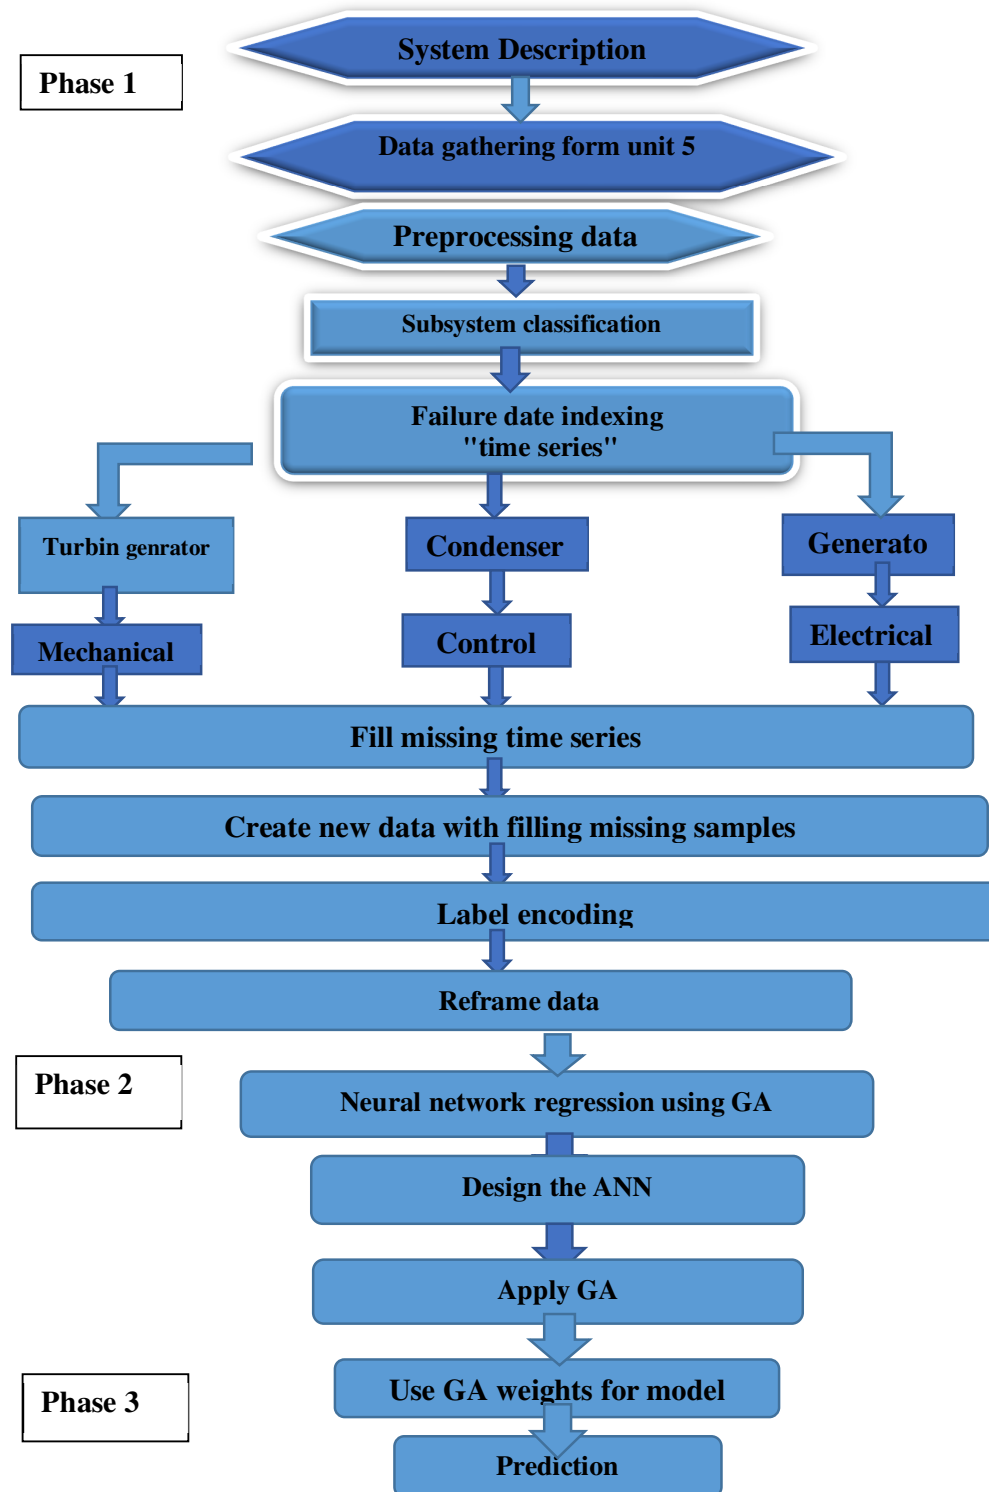 System Description
Phase 1
Data gathering form unit 5
Preprocessing data
Subsystem classification
Failure date indexing
"time series"
Turbin genrator
Condenser
Generato
Mechanical
Control
Electrical
Fill missing time series
Create new data with filling missing samples
Label encoding
Reframe data
Phase 2
Neural network regression using GA
Design the ANN
Apply GA
Phase 3
Use GA weights for model
Prediction